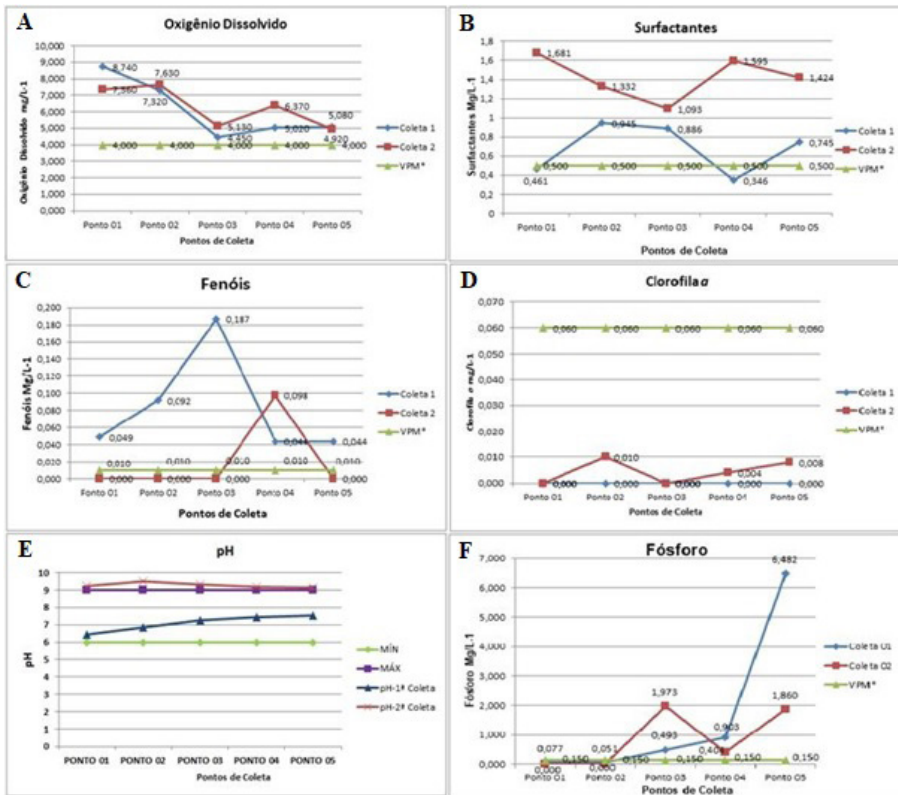 A
Oxigênio Dissolvido
Oxigênio Dissolvido mg/L-1
10,000
9,000
8,000
7,000
6,000
5,000
4,000
3,000
2,000
1,000
0,000
8,740
7,360
7,630
7,320
5,130
4,450
6,370
5,020
5,080
4,920
4,000
4,000
4,000
4,000
4,000
Ponto 01 Ponto 02 Ponto 03 Ponto 04 Ponto 05
Pontos de Coleta
Coleta 1
Coleta 2
VPM*
B
Surfactantes
Surfactantes Mg/L-1
1,8
1,6
1,4
1,2
1
0,8
0,6
0,4
0,2
0
1,681
1,332
1,093
1,595
1,424
0,945
0,886
0,745
0,500
0,500
0,500
0,500
0,500
0,461
0,346
Ponto 01 Ponto 02 Ponto 03 Ponto 04 Ponto 05
Pontos de Coleta
Coleta 1
Coleta 2
VPM*
C
Fenóis
Fenóis Mg/L-1
0,200
0,180
0,160
0,140
0,120
0,100
0,080
0,060
0,040
0,020
0,000
0,187
0,092
0,098
0,049
0,044
0,044
0,010
0,010
0,010
0,010
0,010
0,000
0,000
0,000
0,000
Ponto 01 Ponto 02 Ponto 03 Ponto 04 Ponto 05
Pontos de Coleta
Coleta 1
Coleta 2
VPM*
D
Clorofila a
Clorofila a mg/L-1
0,070
0,060
0,050
0,040
0,030
0,020
0,010
0,000
0,060
0,060
0,060
0,060
0,060
0,010
0,004
0,008
0,000
0,000
0,000
0,000
0,000
Ponto 01 Ponto 02 Ponto 03 Ponto 04 Ponto 05
Pontos de Coleta
Coleta 1
Coleta 2
VPM*
E
pH
pH
10
9
8
7
6
5
4
3
2
1
0
PONTO 01 PONTO 02 PONTO 03 PONTO 04 PONTO 05
Pontos de Coleta
MÍN
MÁX
pH-1ª Coleta
pH-2ª Coleta
F
Fósforo
Fósforo Mg/L-1
7,000
6,000
5,000
4,000
3,000
2,000
1,000
0,000
6,482
1,973
1,860
0,903
0,493
0,077
0,051
0,150
0,150
0,150
0,150
0,150
0,000
0,000
Ponto 01 Ponto 02 Ponto 03 Ponto 04 Ponto 05
Pontos de Coleta
Coleta 01
Coleta 02
VPM*